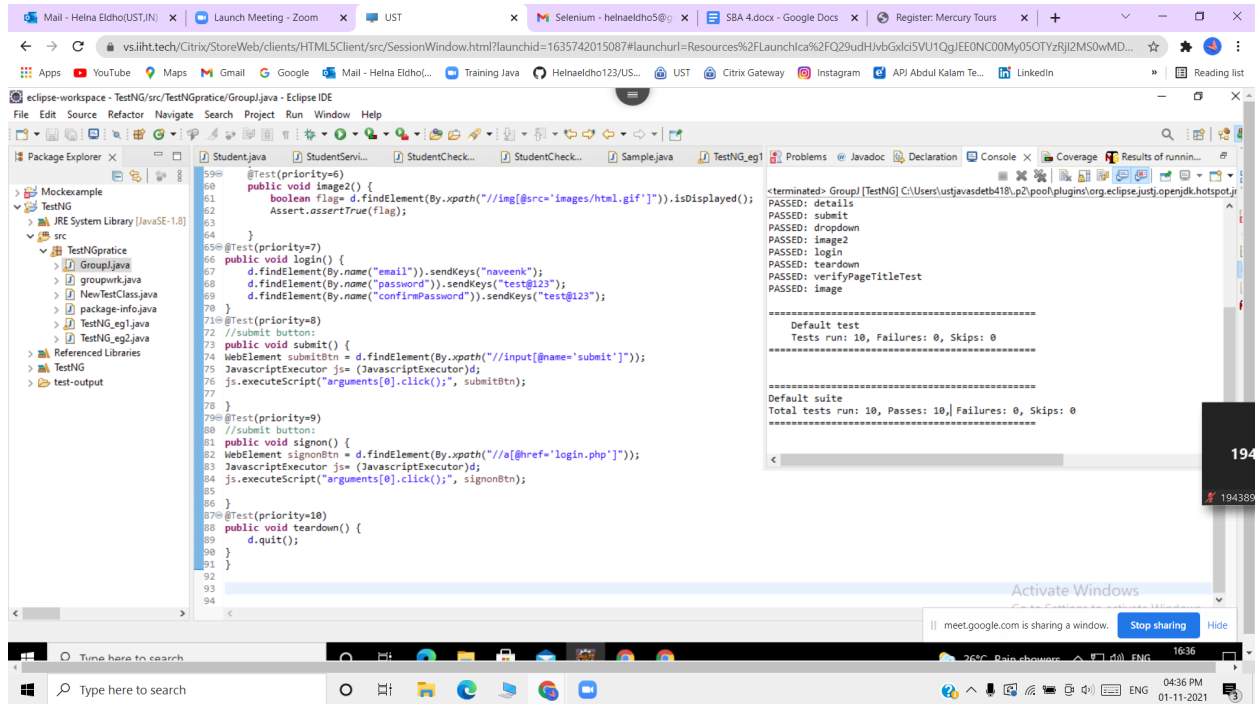 Mail - Helna Eldho(UST,IN)
Launch Meeting - Zoom
UST
Selenium - helnaeldho5@g
SBA 4.docx - Google Docs
Register: Mercury Tours
vs.iiht.tech/Citrix/StoreWeb/clients/HTML5Client/src/SessionWindow.html?launchid=1635742015087#launchurl=Resources%2FLaunchIca%2FQ29udHJvbGxlci5VU1QgJEE0NC00My05OTYzRjI2MS0wMD...
Apps
YouTube
Maps
Gmail
Google
Mail - Helna Eldho(...
Training Java
Helnaeldho123/US...
UST
Citrix Gateway
Instagram
APJ Abdul Kalam Te...
LinkedIn
»
Reading list
eclipse-workspace - TestNG/src/TestNGpratice/GroupJ.java - Eclipse IDE
File Edit Source Refactor Navigate Search Project Run Window Help
Package Explorer
Mockexample
TestNG
JRE System Library [JavaSE-1.8]
src
TestNGpratice
GroupJ.java
groupwrk.java
NewTestClass.java
package-info.java
TestNG_eg1.java
TestNG_eg2.java
Referenced Libraries
TestNG
test-output
Student.java
StudentServi...
StudentCheck...
StudentCheck...
Sample.java
TestNG_eg1
59 @Test(priority=6)
60 public void image2() {
61 boolean flag= d.findElement(By.xpath("//img[@src='images/html.gif']")).isDisplayed();
62 Assert.assertTrue(flag);
63
64 }
65 @Test(priority=7)
66 public void login() {
67 d.findElement(By.name("email")).sendKeys("naveenk");
68 d.findElement(By.name("password")).sendKeys("test@123");
69 d.findElement(By.name("confirmPassword")).sendKeys("test@123");
70 }
71 @Test(priority=8)
72 //submit button:
73 public void submit() {
74 WebElement submitBtn = d.findElement(By.xpath("//input[@name='submit']"));
75 JavascriptExecutor js= (JavascriptExecutor)d;
76 js.executeScript("arguments[0].click();", submitBtn);
77
78 }
79 @Test(priority=9)
80 //submit button:
81 public void signon() {
82 WebElement signonBtn = d.findElement(By.xpath("//a[@href='login.php']"));
83 JavascriptExecutor js= (JavascriptExecutor)d;
84 js.executeScript("arguments[0].click();", signonBtn);
85
86 }
87 @Test(priority=10)
88 public void teardown() {
89 d.quit();
90 }
91 }
92
93
94
Problems
@ Javadoc
Declaration
Console
Coverage
Results of runnin...
<terminated> GroupJ [TestNG] C:\Users\ustjavasdetb418\.p2\pool\plugins\org.eclipse.justj.openjdk.hotspot.jr
PASSED: details
PASSED: submit
PASSED: dropdown
PASSED: image2
PASSED: login
PASSED: teardown
PASSED: verifyPageTitleTest
PASSED: image
===============================================
Default test
Tests run: 10, Failures: 0, Skips: 0
===============================================
===============================================
Default suite
Total tests run: 10, Passes: 10, Failures: 0, Skips: 0
===============================================
194
194389
Activate Windows
meet.google.com is sharing a window.
Stop sharing
Hide
Type here to search
26°C Rain showers
ENG
16:36
Type here to search
ENG
04:36 PM
01-11-2021
3